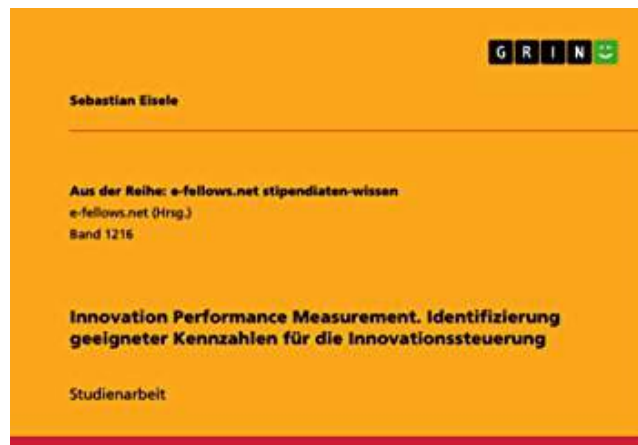 GRIN
Sebastian Eisele
Aus der Reihe: e-fellows.net stipendiaten-wissen
e-fellows.net (Hrsg.)
Band 1216
Innovation Performance Measurement. Identifizierung
geeigneter Kennzahlen für die Innovationssteuerung
Studienarbeit